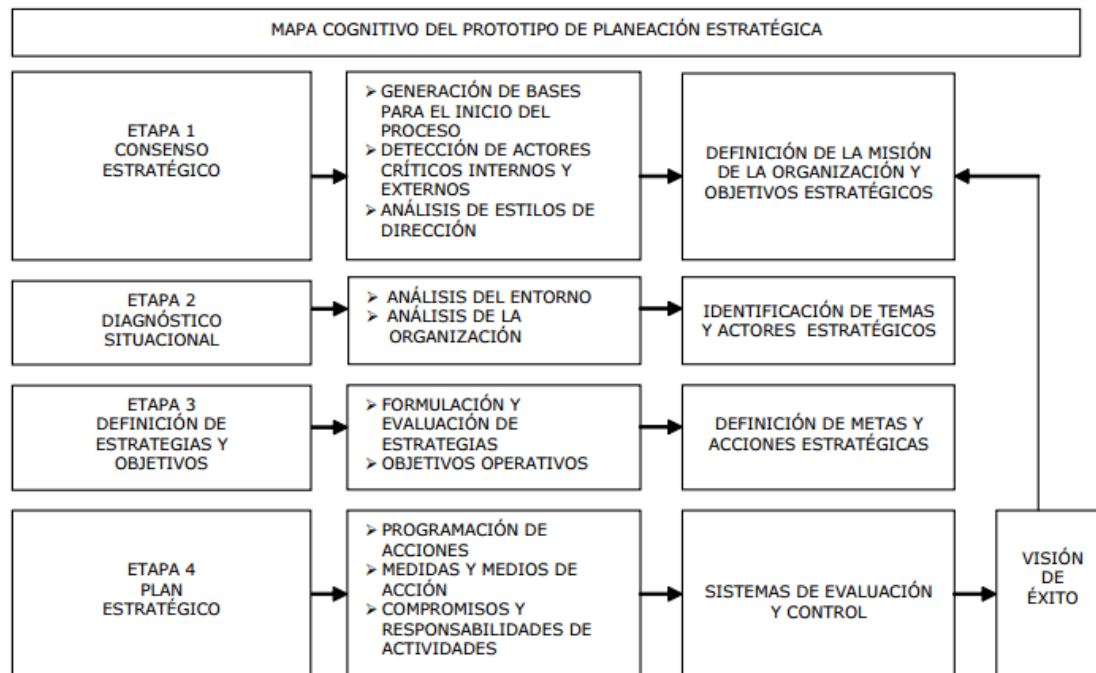 MAPA COGNITIVO DEL PROTOTIPO DE PLANEACIÓN ESTRATÉGICA
ETAPA 1
CONSENSO
ESTRATÉGICO
➢ GENERACIÓN DE BASES
PARA EL INICIO DEL
PROCESO
➢ DETECCIÓN DE ACTORES
CRÍTICOS INTERNOS Y
EXTERNOS
➢ ANÁLISIS DE ESTILOS DE
DIRECCIÓN
DEFINICIÓN DE LA MISIÓN
DE LA ORGANIZACIÓN Y
OBJETIVOS ESTRATÉGICOS
ETAPA 2
DIAGNÓSTICO
SITUACIONAL
➢ ANÁLISIS DEL ENTORNO
➢ ANÁLISIS DE LA
ORGANIZACIÓN
IDENTIFICACIÓN DE TEMAS
Y ACTORES ESTRATÉGICOS
ETAPA 3
DEFINICIÓN DE
ESTRATEGIAS Y
OBJETIVOS
➢ FORMULACIÓN Y
EVALUACIÓN DE
ESTRATEGIAS
➢ OBJETIVOS OPERATIVOS
DEFINICIÓN DE METAS Y
ACCIONES ESTRATÉGICAS
ETAPA 4
PLAN
ESTRATÉGICO
➢ PROGRAMACIÓN DE
ACCIONES
➢ MEDIDAS Y MEDIOS DE
ACCIÓN
➢ COMPROMISOS Y
RESPONSABILIDADES DE
ACTIVIDADES
SISTEMAS DE EVALUACIÓN
Y CONTROL
VISIÓN
DE
ÉXITO